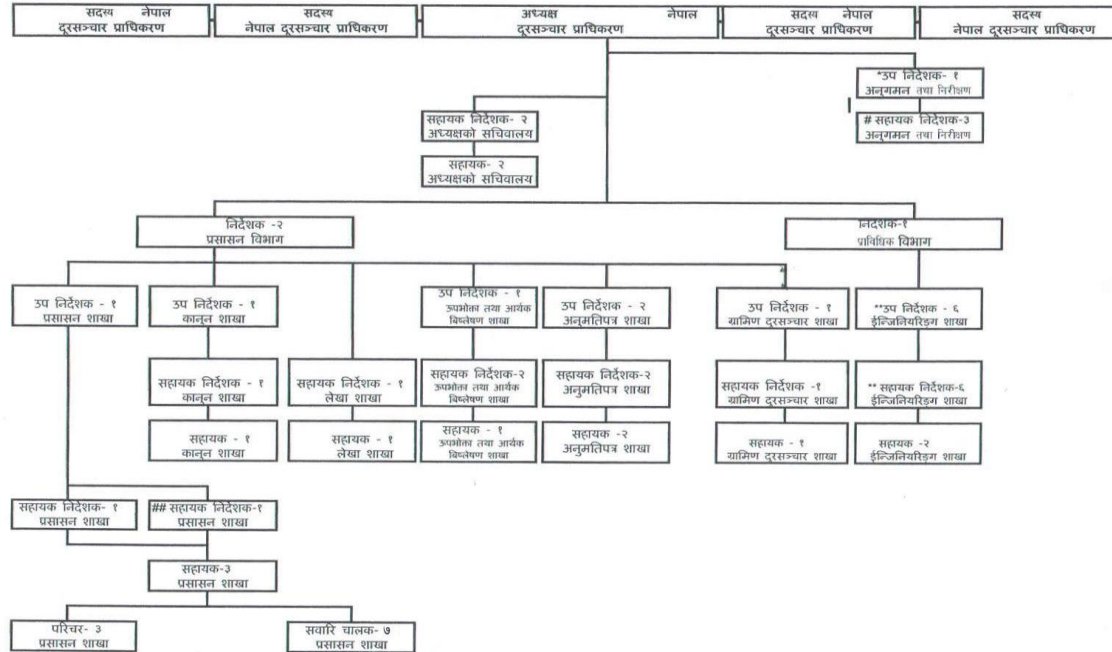 सदस्य नेपाल
दूरसञ्चार प्राधिकरण
सदस्य
नेपाल दूरसञ्चार प्राधिकरण
अध्यक्ष नेपाल
दूरसञ्चार प्राधिकरण
सदस्य नेपाल
दूरसञ्चार प्राधिकरण
सदस्य
नेपाल दूरसञ्चार प्राधिकरण
*उप निर्देशक- १
अनुगमन तथा निरीक्षण
# सहायक निर्देशक-३
अनुगमन तथा निरीक्षण
सहायक निर्देशक- २
अध्यक्षको सचिवालय
सहायक- २
अध्यक्षको सचिवालय
निर्देशक -२
प्रसासन विभाग
निर्देशक-१
प्राविधिक विभाग
उप निर्देशक - १
प्रसासन शाखा
उप निर्देशक - १
कानून शाखा
उप निर्देशक - १
उपभोक्ता तथा आर्थक
बिष्लेषण शाखा
उप निर्देशक - २
अनुमतिपत्र शाखा
उप निर्देशक - १
ग्रामिण दूरसञ्चार शाखा
**उप निर्देशक - ६
ईन्जिनियरिङ्ग शाखा
सहायक निर्देशक -१
कानून शाखा
सहायक निर्देशक -१
लेखा शाखा
सहायक निर्देशक-२
उपभोक्ता तथा आर्थक
बिष्लेषण शाखा
सहायक निर्देशक-२
अनुमतिपत्र शाखा
सहायक निर्देशक -१
ग्रामिण दूरसञ्चार शाखा
** सहायक निर्देशक-६
ईन्जिनियरिङ्ग शाखा
सहायक - १
कानून शाखा
सहायक - १
लेखा शाखा
सहायक - १
उपभोक्ता तथा आर्थक
बिष्लेषण शाखा
सहायक -२
अनुमतिपत्र शाखा
सहायक - १
ग्रामिण दूरसञ्चार शाखा
सहायक -२
ईन्जिनियरिङ्ग शाखा
सहायक निर्देशक- १
प्रसासन शाखा
## सहायक निर्देशक-१
प्रसासन शाखा
सहायक-३
प्रसासन शाखा
परिचर- ३
प्रसासन शाखा
सवारि चालक- ७
प्रसासन शाखा